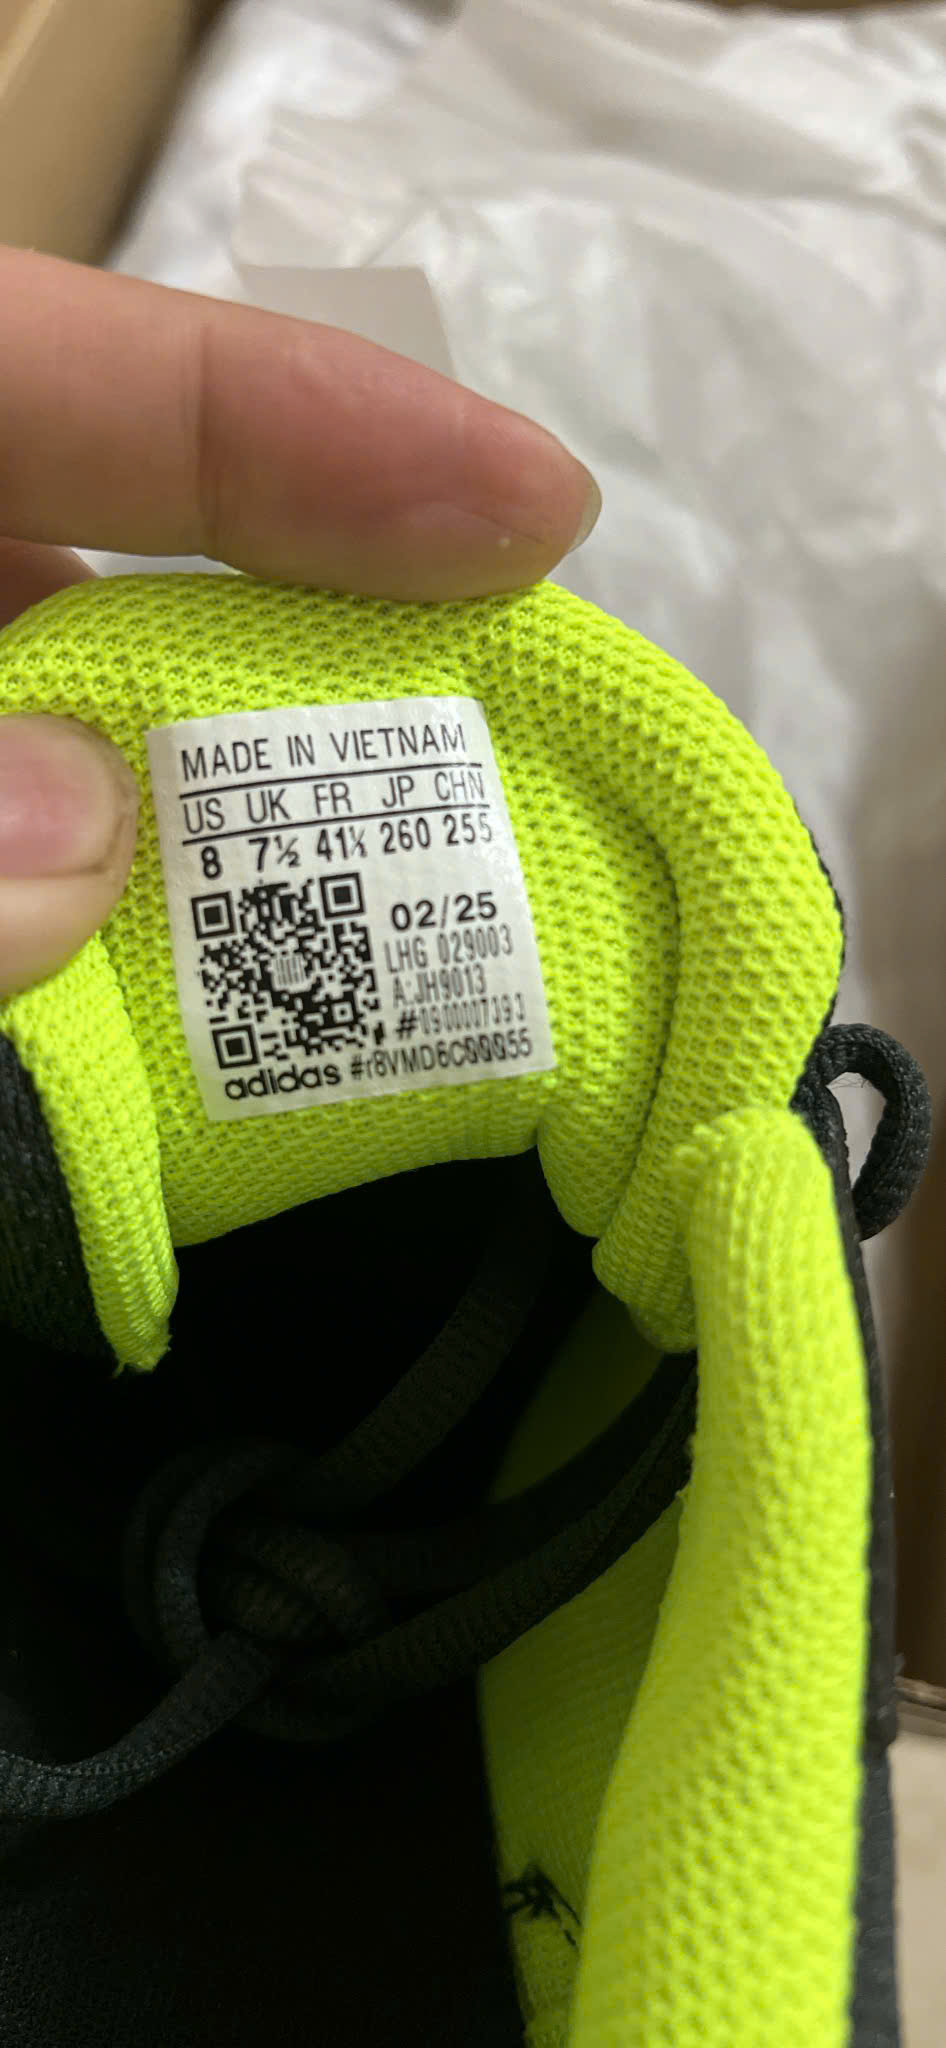 MADE IN VIETNAM
US UK FR JP CHN
8 7½ 41⅓ 260 255
02/25
LHG 029003
A:JH9013
adidas #r8VMD6C00055